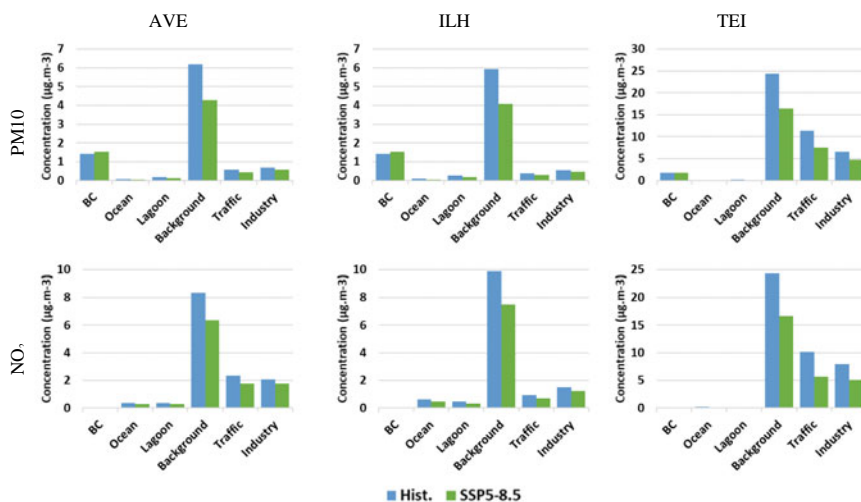 AVE ILH TEI
PM10
Concentration (µg.m-3)
7
6
5
4
3
2
1
0
BC Ocean Lagoon Background Traffic Industry
Concentration (µg.m-3)
7
6
5
4
3
2
1
0
BC Ocean Lagoon Background Traffic Industry
Concentration (µg.m-3)
30
25
20
15
10
5
0
BC Ocean Lagoon Background Traffic Industry
NO₂
Concentration (µg.m-3)
10
8
6
4
2
0
BC Ocean Lagoon Background Traffic Industry
Concentration (µg.m-3)
10
8
6
4
2
0
BC Ocean Lagoon Background Traffic Industry
Concentration (µg.m-3)
25
20
15
10
5
0
BC Ocean Lagoon Background Traffic Industry
Hist. SSP5-8.5